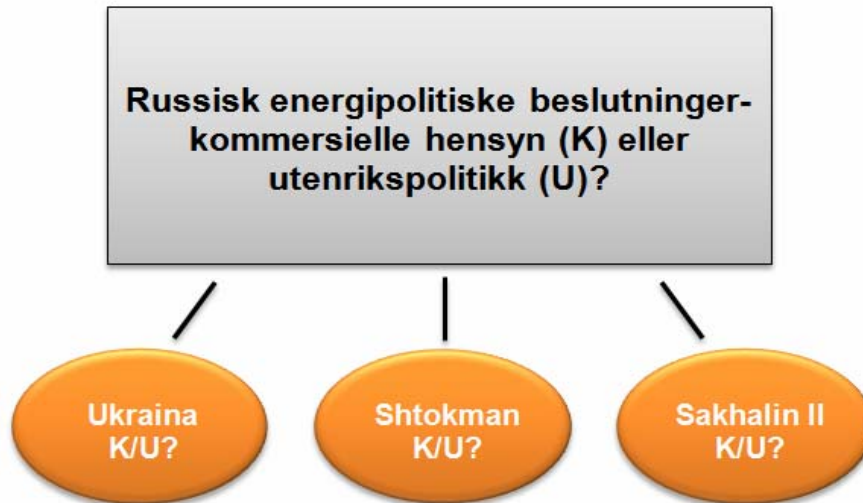 Russisk energipolitiske beslutninger-
kommersielle hensyn (K) eller
utenrikspolitikk (U)?
Ukraina
K/U?
Shtokman
K/U?
Sakhalin II
K/U?